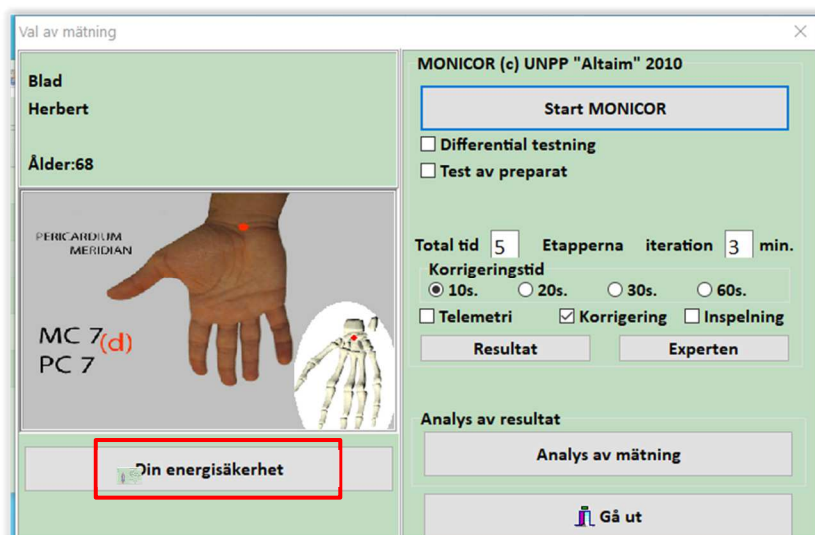 Val av mätning
Blad
Herbert
Ålder:68
PERICARDIUM
MERIDIAN
MC 7(d)
PC 7
Din energisäkerhet
MONICOR (c) UNPP "Altaim" 2010
Start MONICOR
Differential testning
Test av preparat
Total tid 5 Etapperna iteration 3 min.
Korrigeringstid
10s. 20s. 30s. 60s.
Telemetri Korrigering Inspelning
Resultat Experten
Analys av resultat
Analys av mätning
Gå ut